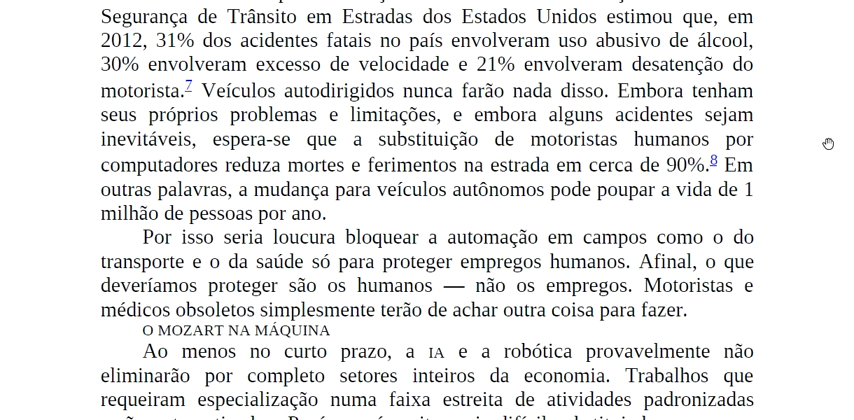 Segurança de Trânsito em Estradas dos Estados Unidos estimou que, em
2012, 31% dos acidentes fatais no país envolveram uso abusivo de álcool,
30% envolveram excesso de velocidade e 21% envolveram desatenção do
motorista.7 Veículos autodirigidos nunca farão nada disso. Embora tenham
seus próprios problemas e limitações, e embora alguns acidentes sejam
inevitáveis, espera-se que a substituição de motoristas humanos por
computadores reduza mortes e ferimentos na estrada em cerca de 90%.8 Em
outras palavras, a mudança para veículos autônomos pode poupar a vida de 1
milhão de pessoas por ano.
Por isso seria loucura bloquear a automação em campos como o do
transporte e o da saúde só para proteger empregos humanos. Afinal, o que
deveríamos proteger são os humanos — não os empregos. Motoristas e
médicos obsoletos simplesmente terão de achar outra coisa para fazer.
O MOZART NA MÁQUINA
Ao menos no curto prazo, a IA e a robótica provavelmente não
eliminarão por completo setores inteiros da economia. Trabalhos que
requeiram especialização numa faixa estreita de atividades padronizadas